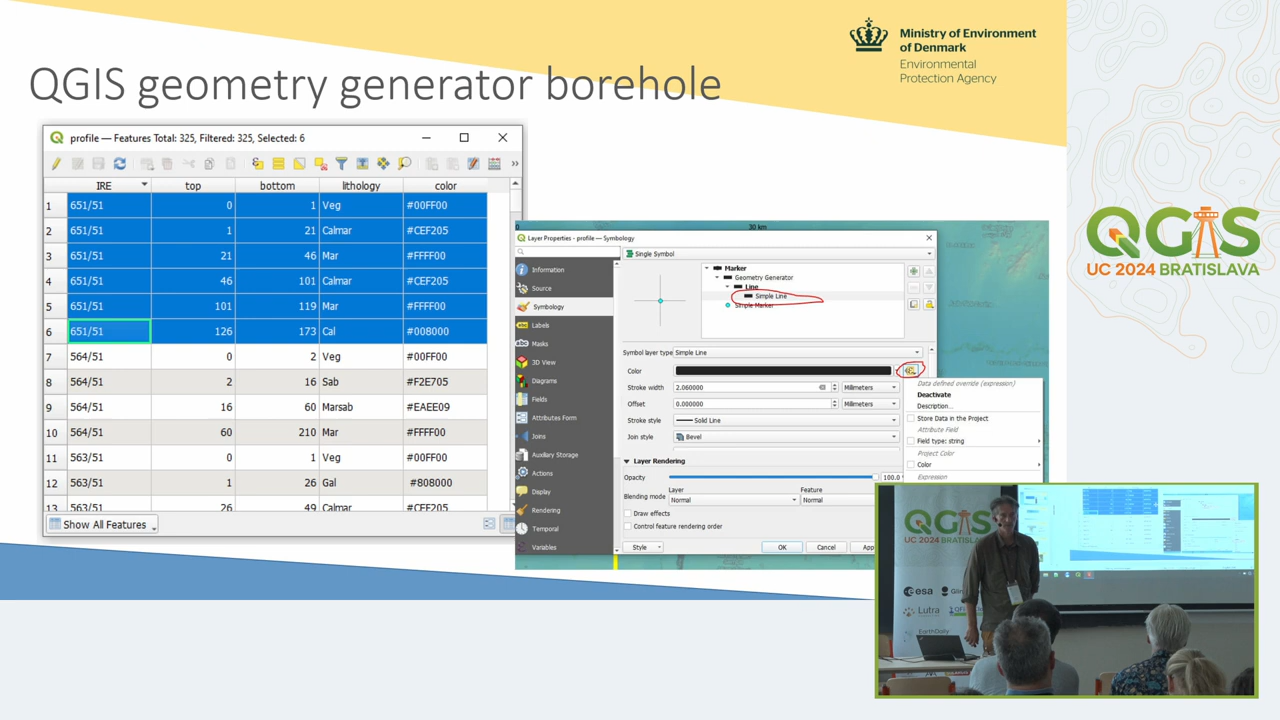 Ministry of Environment
of Denmark
Environmental
Protection Agency
QGIS geometry generator borehole
QGIS
UC 2024 BRATISLAVA
profile — Features Total: 325, Filtered: 325, Selected: 6
IRE top bottom lithology color
1 651/51 0 1 Veg #00FF00
2 651/51 1 21 Calmar #CEF205
3 651/51 21 46 Mar #FFFF00
4 651/51 46 101 Calmar #CEF205
5 651/51 101 119 Mar #FFFF00
6 651/51 126 173 Cal #008000
7 564/51 0 2 Veg #00FF00
8 564/51 2 16 Sab #F2E705
9 564/51 16 60 Marsab #EAEE09
10 564/51 60 210 Mar #FFFF00
11 563/51 0 1 Veg #00FF00
12 563/51 1 26 Gal #808000
13 563/51 26 49 Calmar #CEF205
Show All Features
0 30 km
Layer Properties - profile — Symbology
Information
Source
Symbology
Labels
Masks
3D View
Diagrams
Fields
Attributes Form
Joins
Auxiliary Storage
Actions
Display
Rendering
Temporal
Variables
Single Symbol
Marker
Geometry Generator
Line
Simple Line
Simple Marker
Symbol layer type Simple Line
Color
Stroke width 2.060000 Millimeters
Offset 0.000000 Millimeters
Stroke style Solid Line
Join style Bevel
Layer Rendering
Opacity 100.0
Layer Feature
Blending mode Normal Normal
Draw effects
Control feature rendering order
Style OK Cancel App
Data defined override (expression)
Deactivate
Description...
Store Data in the Project
Attribute Field
Field type: string
Project Color
Color
Expression
QGIS
UC 2024 BRATISLAV
esa
Lutra
EarthDaily